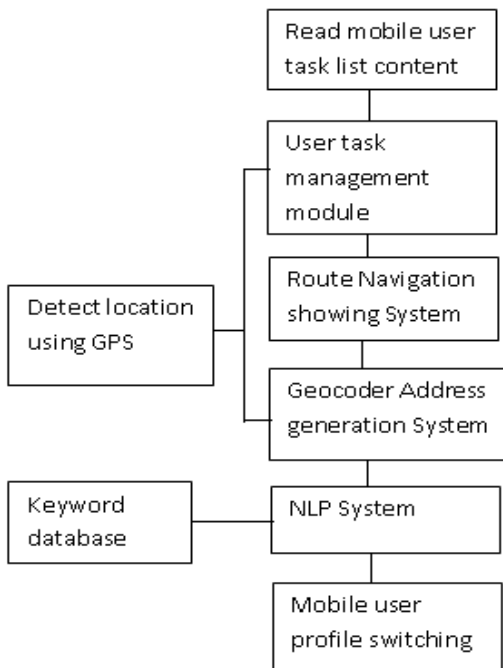 Read mobile user
task list content
User task
management
module
Route Navigation
showing System
Detect location
using GPS
Geocoder Address
generation System
Keyword
database
NLP System
Mobile user
profile switching